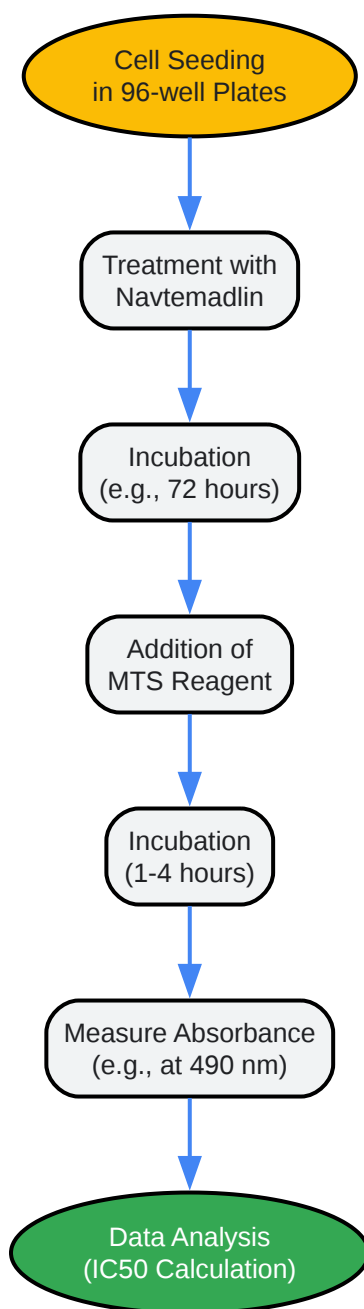 Cell Seeding
in 96-well Plates
Treatment with
Navtemadlin
Incubation
(e.g., 72 hours)
Addition of
MTS Reagent
Incubation
(1-4 hours)
Measure Absorbance
(e.g., at 490 nm)
Data Analysis
(IC50 Calculation)